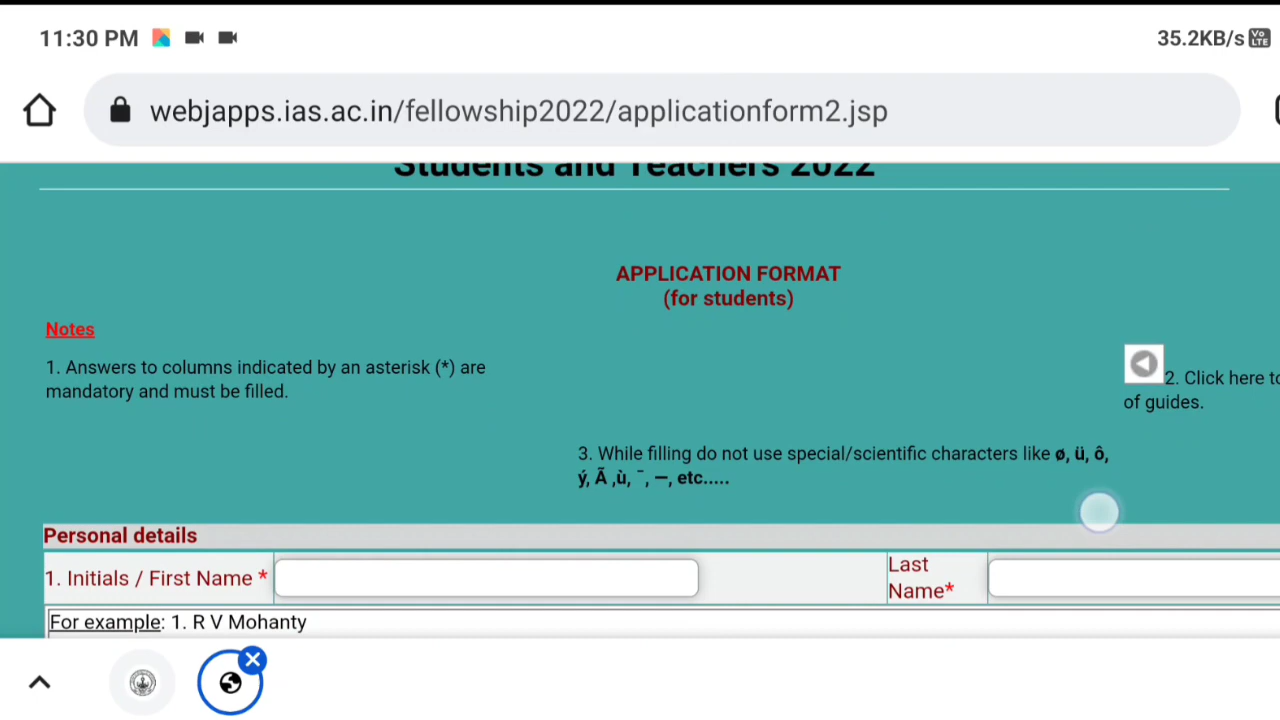 11:30 PM
35.2KB/s Vo LTE
webjapps.ias.ac.in/fellowship2022/applicationform2.jsp
Students and Teachers 2022
APPLICATION FORMAT
(for students)
Notes
1. Answers to columns indicated by an asterisk (*) are
mandatory and must be filled.
2. Click here to
of guides.
3. While filling do not use special/scientific characters like ø, ü, ô,
ý, Ã ,ù, ¯, —, etc.....
Personal details
1. Initials / First Name *
Last
Name*
For example: 1. R V Mohanty